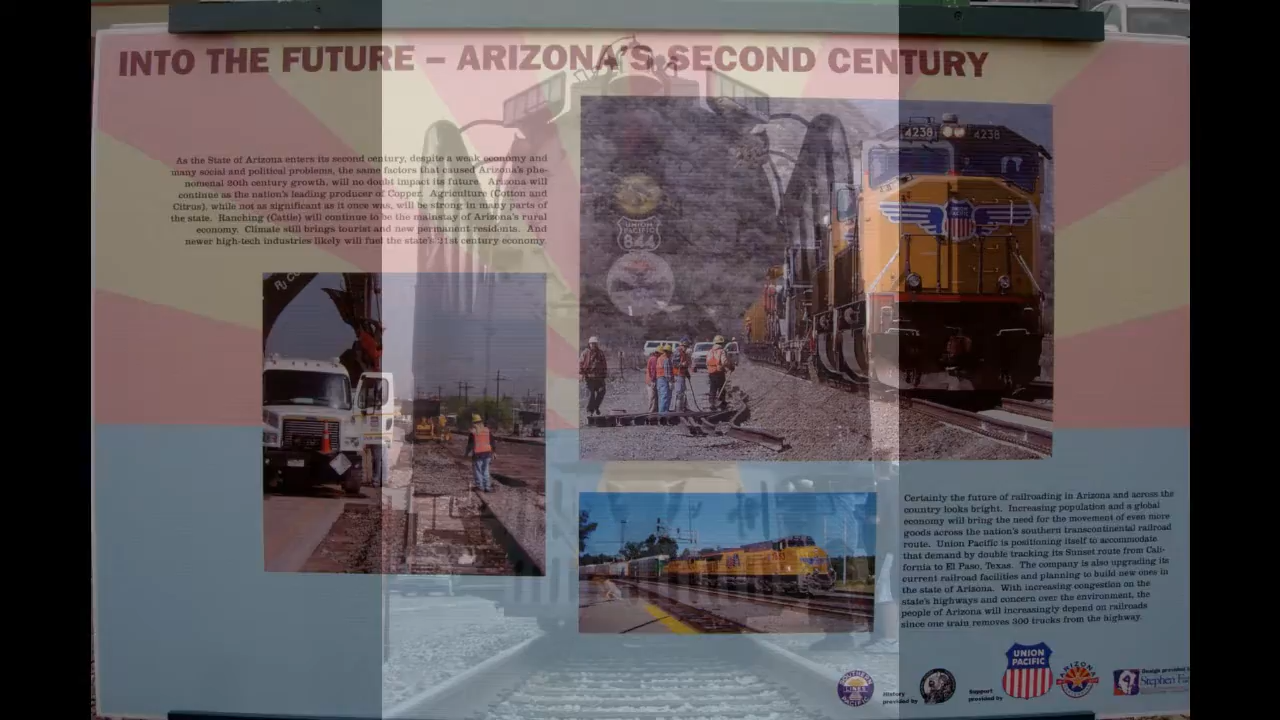 INTO THE FUTURE – ARIZONA'S SECOND CENTURY
As the State of Arizona enters its second century, despite a weak economy and
many social and political problems, the same factors that caused Arizona's phe-
nomenal 20th century growth, will no doubt impact its future. Arizona will
continue as the nation's leading producer of Copper. Agriculture (Cotton and
Citrus), while not as significant as it once was, will be strong in many parts of
the state. Ranching (Cattle) will continue to be the mainstay of Arizona's rural
economy. Climate still brings tourist and new permanent residents. And
newer high-tech industries likely will fuel the state's 21st century economy.
4238 4238
UNION
PACIFIC
844
Certainly the future of railroading in Arizona and across the
country looks bright. Increasing population and a global
economy will bring the need for the movement of even more
goods across the nation's southern transcontinental railroad
route. Union Pacific is positioning itself to accommodate
that demand by double tracking its Sunset route from Cali-
fornia to El Paso, Texas. The company is also upgrading its
current railroad facilities and planning to build new ones in
the state of Arizona. With increasing congestion on the
state's highways and concern over the environment, the
people of Arizona will increasingly depend on railroads
since one train removes 300 trucks from the highway.
SOUTHERN
LINES
PACIFIC
History
provided by
Support
provided by
UNION
PACIFIC
ARIZONA
Design provided
Stephen